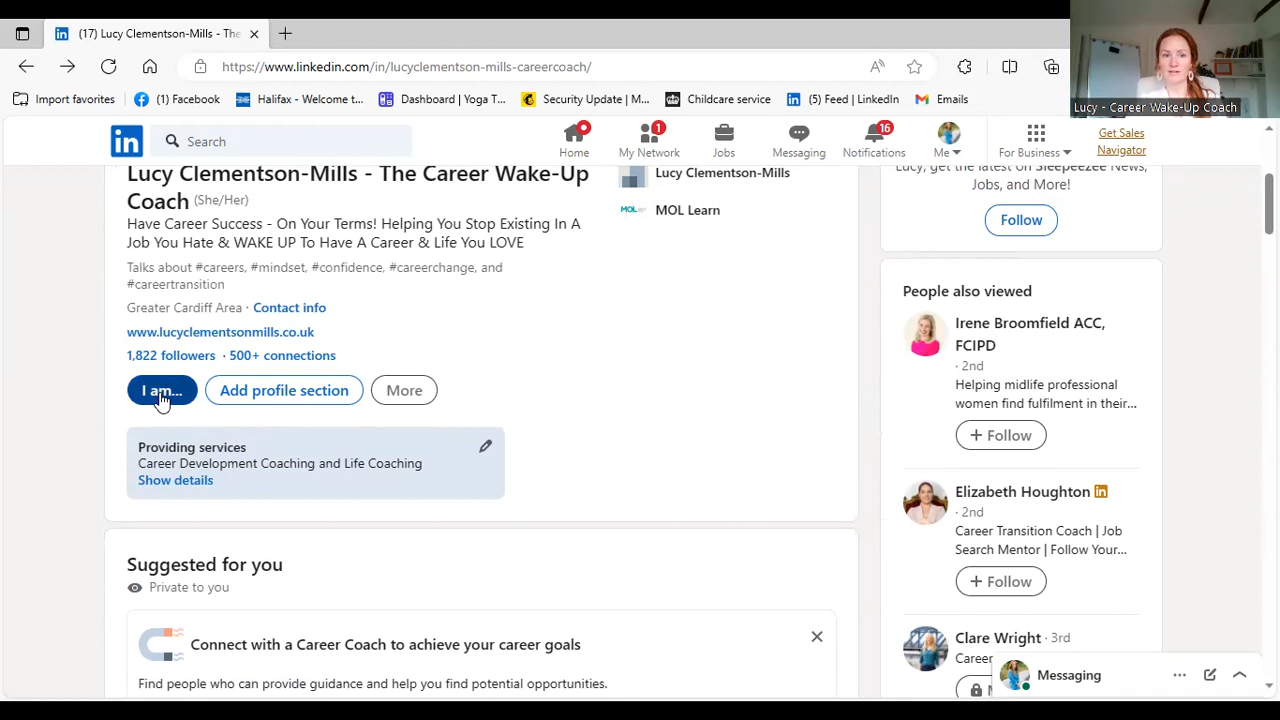 (17) Lucy Clementson-Mills - The
https://www.linkedin.com/in/lucyclementson-mills-careercoach/
Lucy - Career Wake-Up Coach
Import favorites
(1) Facebook
Halifax - Welcome t...
Dashboard | Yoga T...
Security Update | M...
Childcare service
(5) Feed | LinkedIn
Emails
in
Search
Home
1
My Network
Jobs
Messaging
16
Notifications
Me
For Business
Get Sales
Navigator
Lucy Clementson-Mills - The Career Wake-Up
Coach (She/Her)
Have Career Success - On Your Terms! Helping You Stop Existing In A
Job You Hate & WAKE UP To Have A Career & Life You LOVE
Talks about #careers, #mindset, #confidence, #careerchange, and
#careertransition
Greater Cardiff Area · Contact info
www.lucyclementsonmills.co.uk
1,822 followers · 500+ connections
I am...
Add profile section
More
Lucy Clementson-Mills
MOL
MOL Learn
Providing services
Career Development Coaching and Life Coaching
Show details
Suggested for you
Private to you
Connect with a Career Coach to achieve your career goals
Find people who can provide guidance and help you find potential opportunities.
Lucy, get the latest on Sleepeezee News,
Jobs, and More!
Follow
People also viewed
Irene Broomfield ACC,
FCIPD
· 2nd
Helping midlife professional
women find fulfilment in their...
+ Follow
Elizabeth Houghton in
· 2nd
Career Transition Coach | Job
Search Mentor | Follow Your...
+ Follow
Clare Wright · 3rd
Messaging